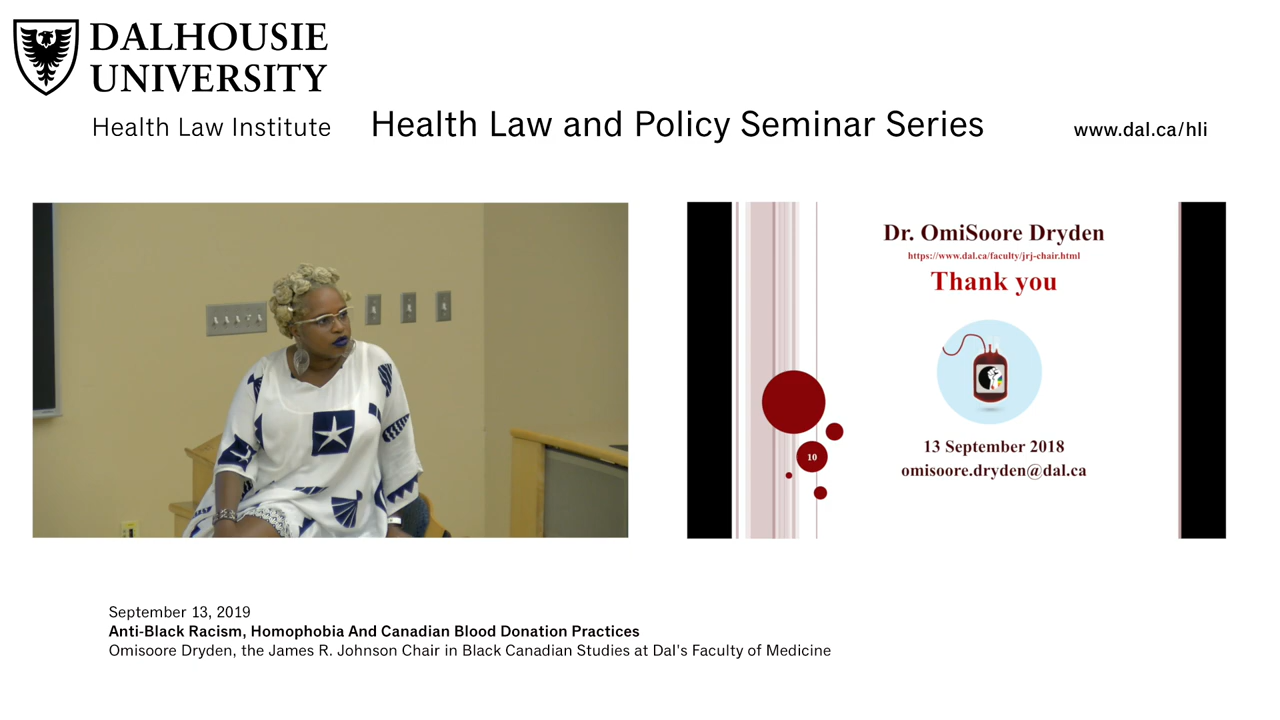 DALHOUSIE
UNIVERSITY
Health Law Institute
Health Law and Policy Seminar Series
www.dal.ca/hli
Dr. OmiSoore Dryden
https://www.dal.ca/faculty/jrj-chair.html
Thank you
10
13 September 2018
omisoore.dryden@dal.ca
September 13, 2019
Anti-Black Racism, Homophobia And Canadian Blood Donation Practices
Omisoore Dryden, the James R. Johnson Chair in Black Canadian Studies at Dal's Faculty of Medicine